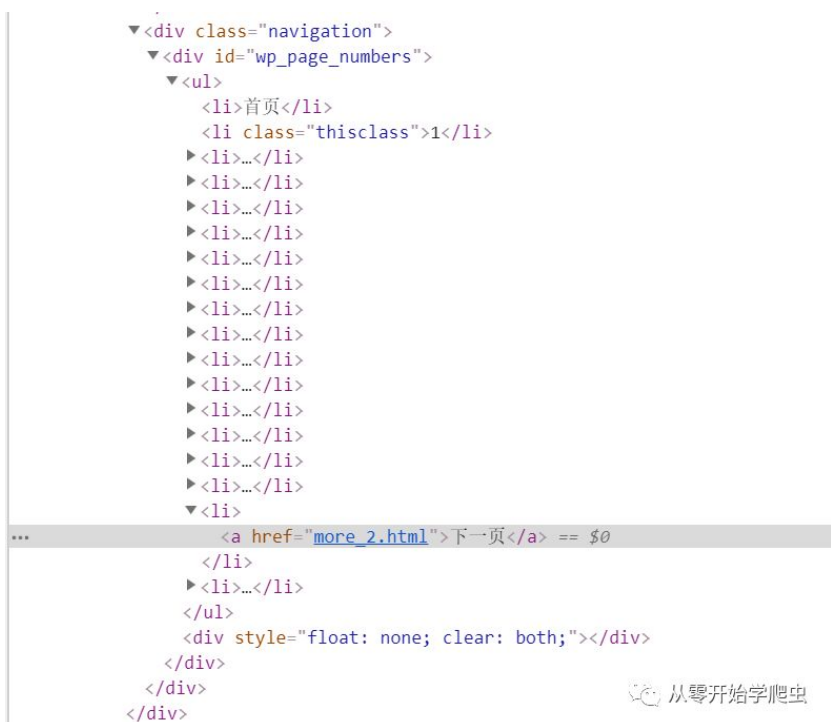 ▼<div class="navigation">
▼<div id="wp_page_numbers">
▼<ul>
<li>首页</li>
<li class="thisclass">1</li>
▶<li>…</li>
▶<li>…</li>
▶<li>…</li>
▶<li>…</li>
▶<li>…</li>
▶<li>…</li>
▶<li>…</li>
▶<li>…</li>
▶<li>…</li>
▶<li>…</li>
▶<li>…</li>
▶<li>…</li>
▶<li>…</li>
▶<li>…</li>
▼<li>
… <a href="more_2.html">下一页</a> == $0
</li>
▶<li>…</li>
</ul>
<div style="float: none; clear: both;"></div>
</div>
</div>
</div>
从零开始学爬虫